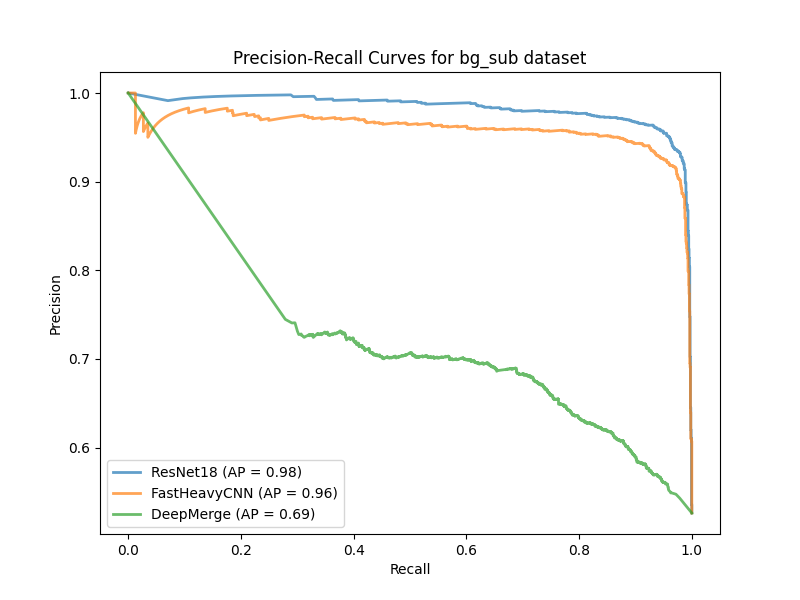 Precision-Recall Curves for bg_sub dataset
Precision
1.0
0.9
0.8
0.7
0.6
ResNet18 (AP = 0.98)
FastHeavyCNN (AP = 0.96)
DeepMerge (AP = 0.69)
0.0 0.2 0.4 0.6 0.8 1.0
Recall